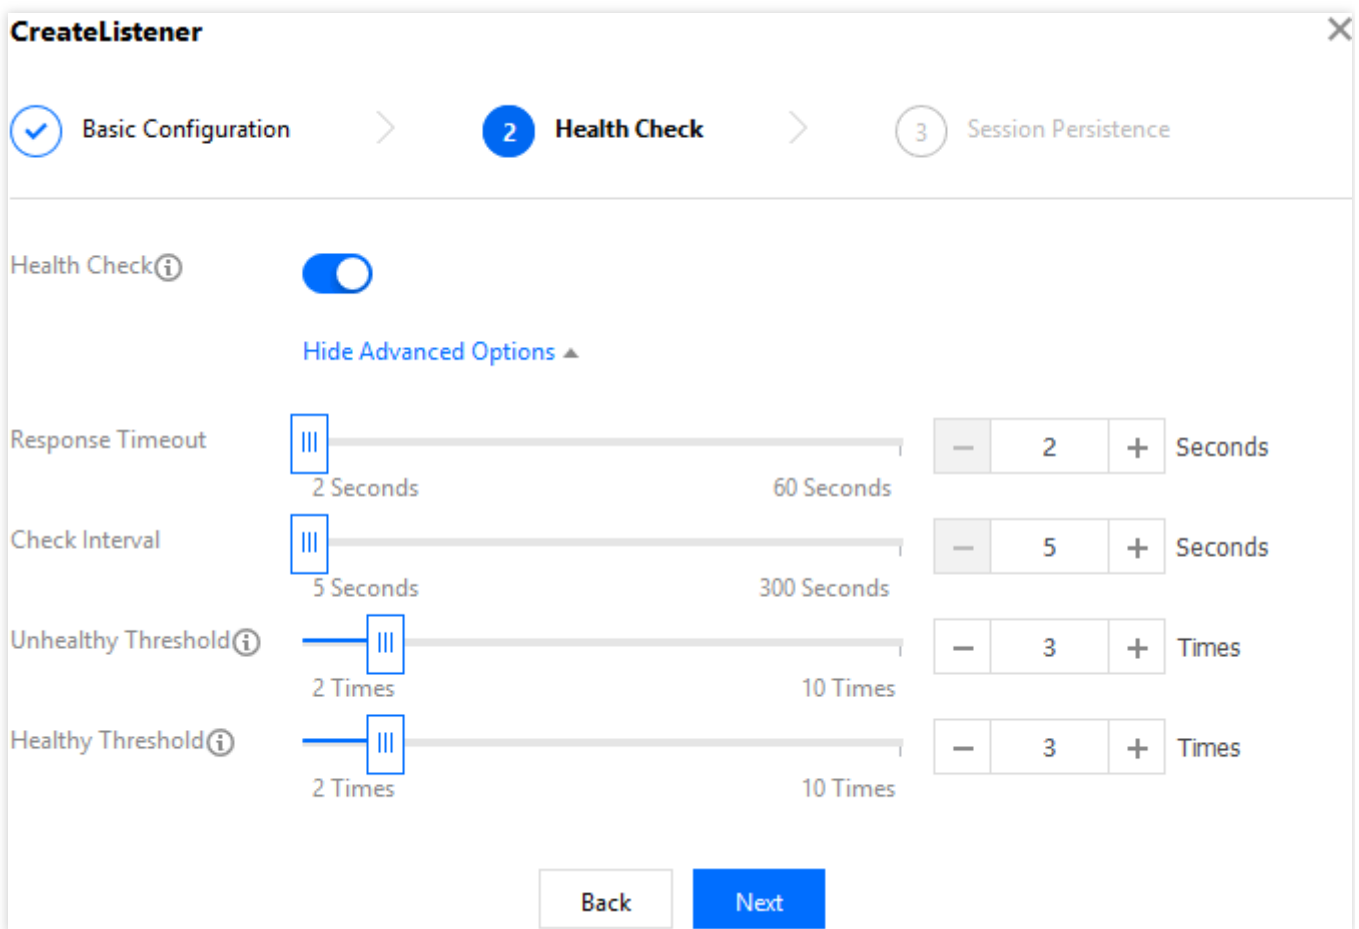 CreateListener
Basic Configuration
2 Health Check
3 Session Persistence
Health Check
Hide Advanced Options
Response Timeout
2 Seconds 60 Seconds
2 Seconds
Check Interval
5 Seconds 300 Seconds
5 Seconds
Unhealthy Threshold
2 Times 10 Times
3 Times
Healthy Threshold
2 Times 10 Times
3 Times
Back Next